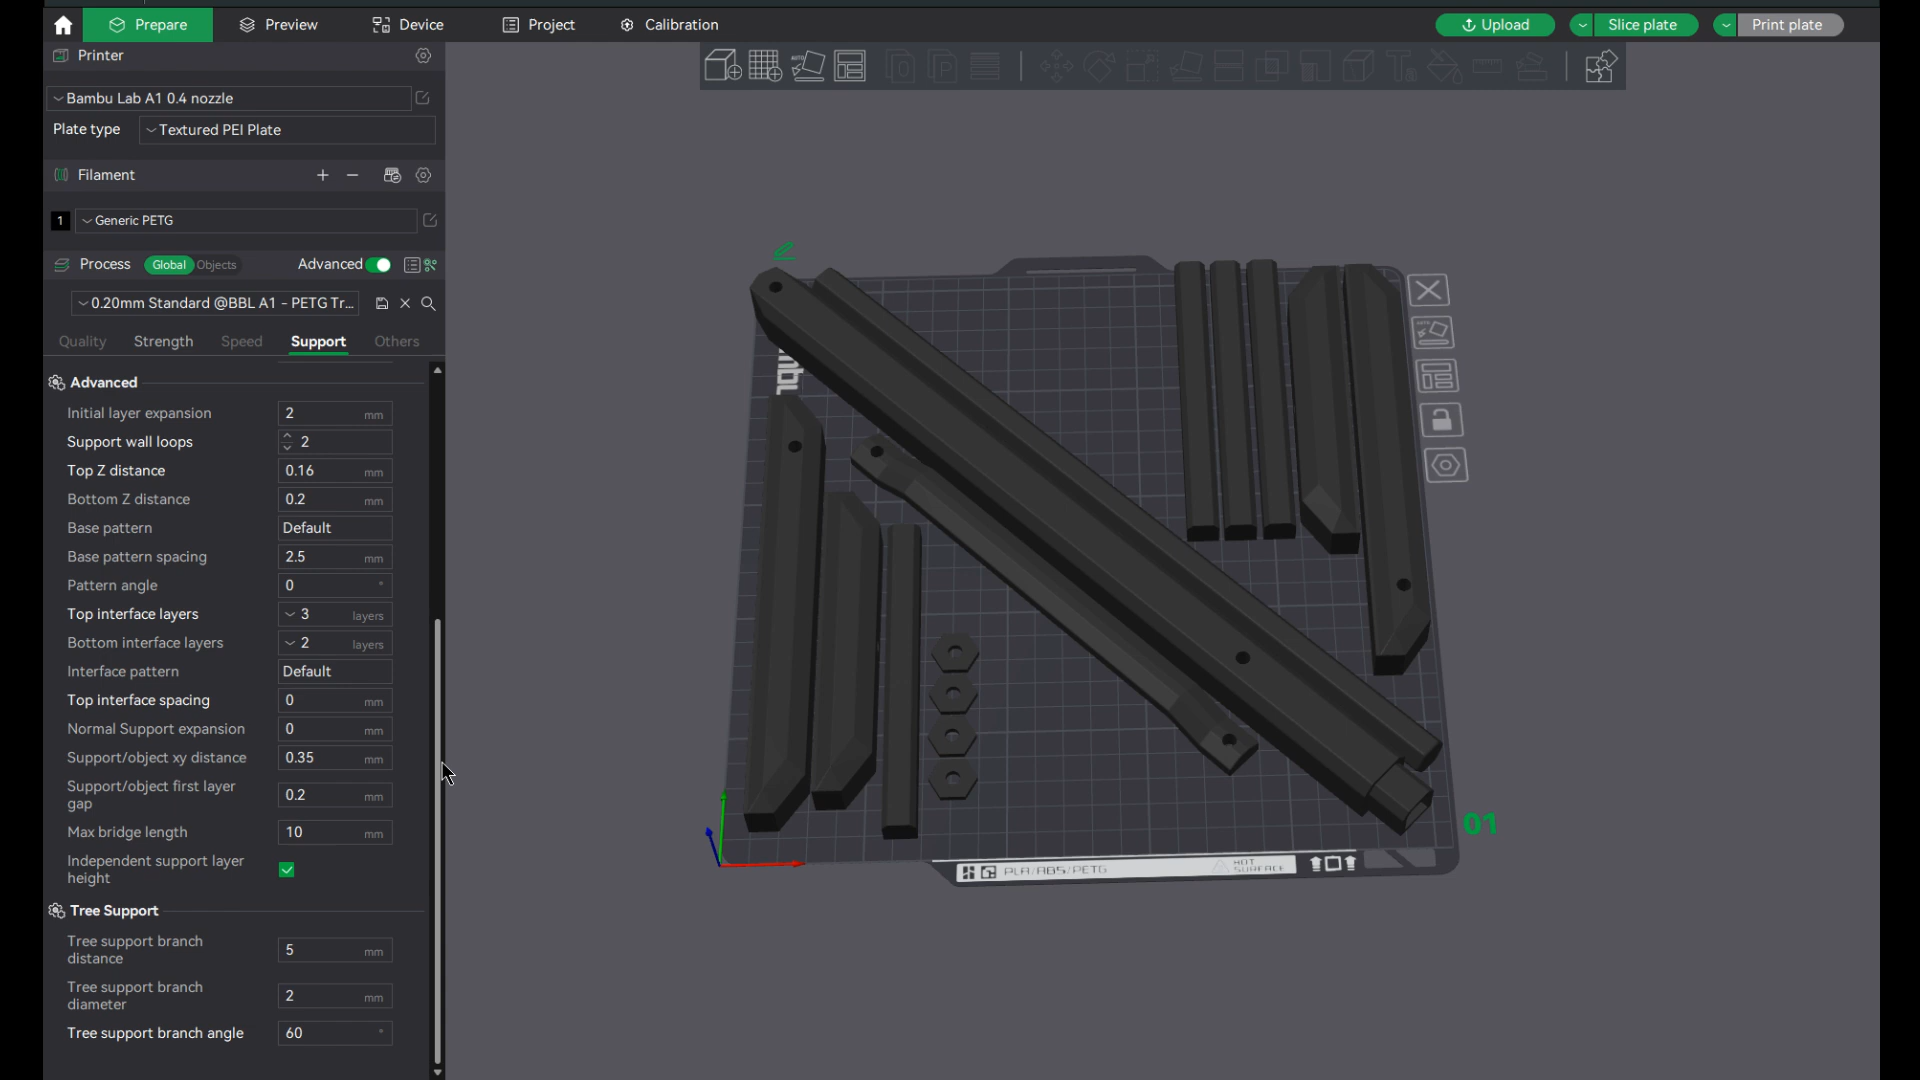 Prepare Preview Device Project Calibration Upload Slice plate Print plate
Printer
Bambu Lab A1 0.4 nozzle
Plate type Textured PEI Plate
Filament
1 Generic PETG
Process Global Objects Advanced
0.20mm Standard @BBL A1 - PETG Tr...
Quality Strength Speed Support Others
Advanced
Initial layer expansion 2 mm
Support wall loops 2
Top Z distance 0.16 mm
Bottom Z distance 0.2 mm
Base pattern Default
Base pattern spacing 2.5 mm
Pattern angle 0 °
Top interface layers 3 layers
Bottom interface layers 2 layers
Interface pattern Default
Top interface spacing 0 mm
Normal Support expansion 0 mm
Support/object xy distance 0.35 mm
Support/object first layer
gap 0.2 mm
Max bridge length 10 mm
Independent support layer
height
Tree Support
Tree support branch
distance 5 mm
Tree support branch
diameter 2 mm
Tree support branch angle 60 °
01
PLA/ABS/PETG
HOT
SURFACE